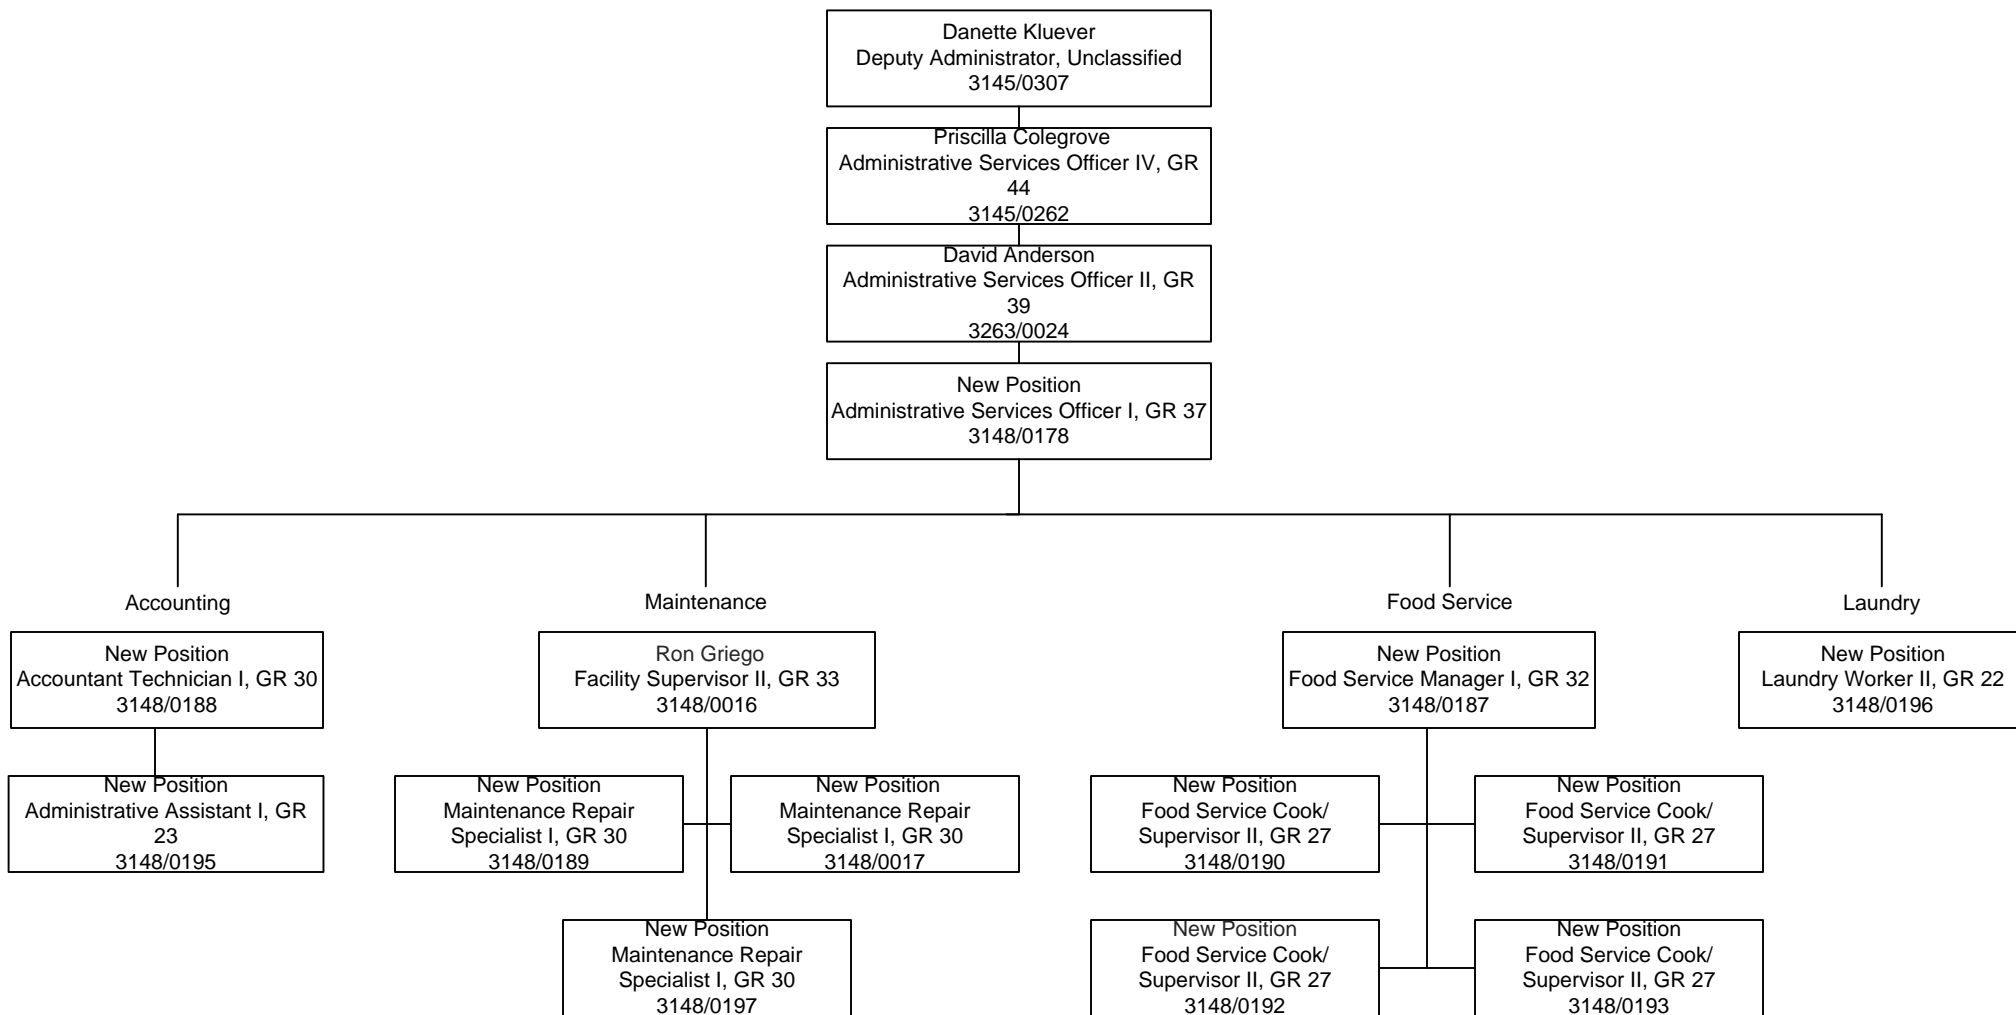 Danette Kluever
Deputy Administrator, Unclassified
3145/0307
Priscilla Colegrove
Administrative Services Officer IV, GR
44
3145/0262
David Anderson
Administrative Services Officer II, GR
39
3263/0024
New Position
Administrative Services Officer I, GR 37
3148/0178
Accounting
Maintenance
Food Service
Laundry
New Position
Accountant Technician I, GR 30
3148/0188
Ron Griego
Facility Supervisor II, GR 33
3148/0016
New Position
Food Service Manager I, GR 32
3148/0187
New Position
Laundry Worker II, GR 22
3148/0196
New Position
Administrative Assistant I, GR
23
3148/0195
New Position
Maintenance Repair
Specialist I, GR 30
3148/0189
New Position
Maintenance Repair
Specialist I, GR 30
3148/0017
New Position
Food Service Cook/
Supervisor II, GR 27
3148/0190
New Position
Food Service Cook/
Supervisor II, GR 27
3148/0191
New Position
Maintenance Repair
Specialist I, GR 30
3148/0197
New Position
Food Service Cook/
Supervisor II, GR 27
3148/0192
New Position
Food Service Cook/
Supervisor II, GR 27
3148/0193